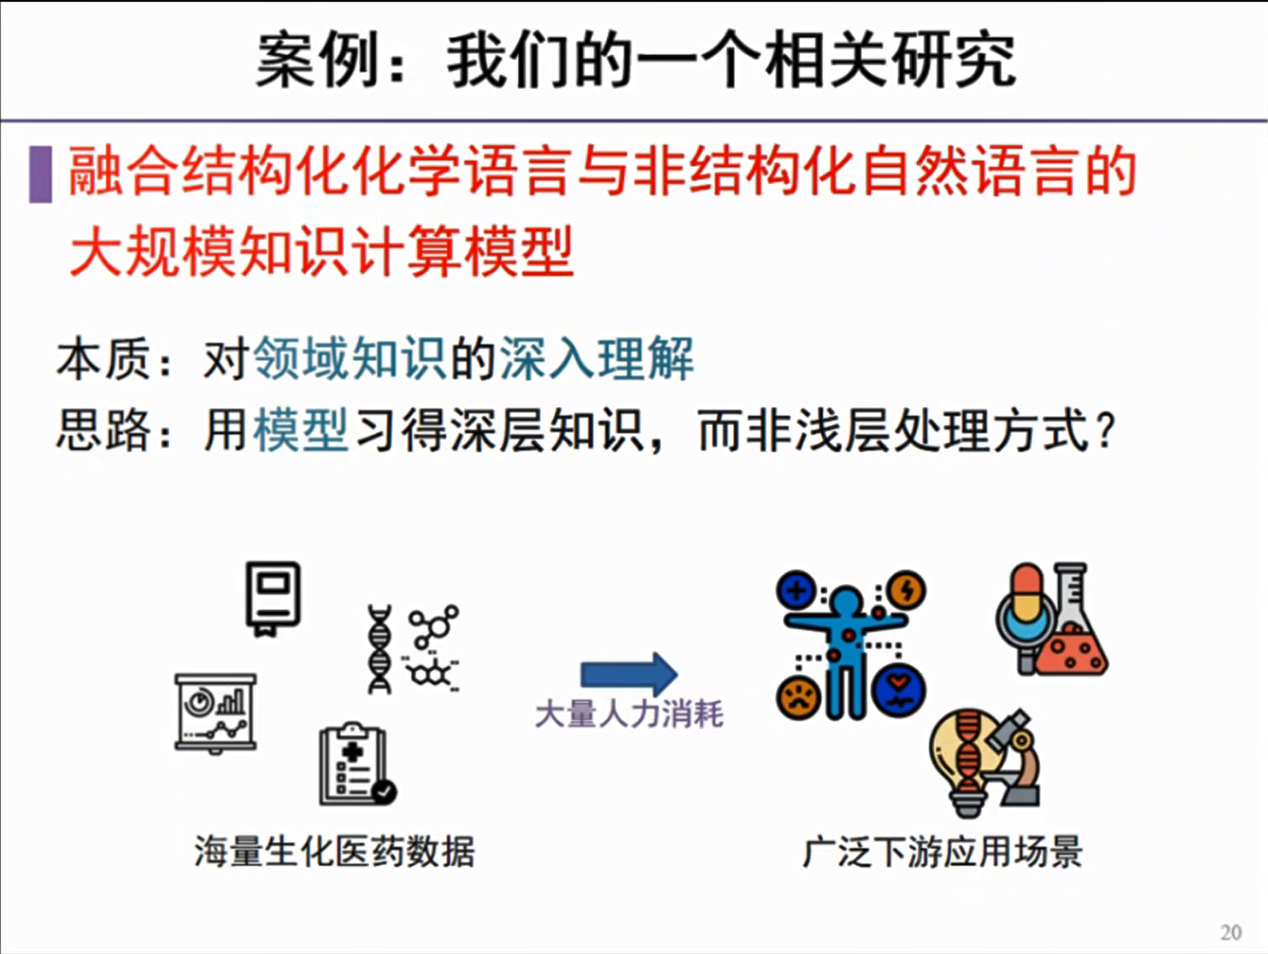 案例：我们的一个相关研究
融合结构化化学语言与非结构化自然语言的
大规模知识计算模型
本质：对领域知识的深入理解
思路：用模型习得深层知识，而非浅层处理方式？
大量人力消耗
海量生化医药数据
广泛下游应用场景
20